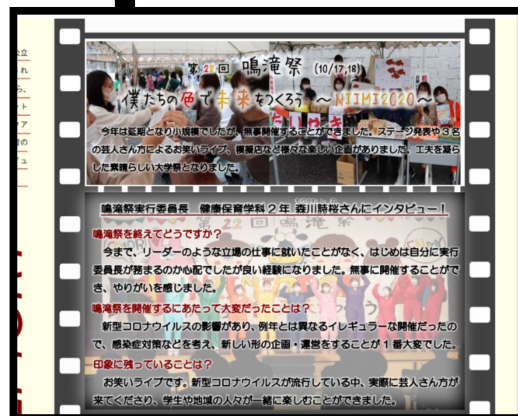 第22回 鳴滝祭 (10/17,18)
僕たちの色で未来をつくろう ～NIIMI2020～
今年は延期となり小規模でしたが、無事開催することができました。ステージ発表や3名
の芸人さん方によるお笑いライブ、模擬店など様々な楽しい企画がありました。工夫を凝ら
した素晴らしい大学祭となりました。
鳴滝祭実行委員長 健康保育学科2年 森川詩桜さんにインタビュー!
鳴滝祭を終えてどうですか?
今まで、リーダーのような立場の仕事に就いたことがなく、はじめは自分に実行
委員長が務まるのか心配でしたが良い経験になりました。無事に開催することがで
き、やりがいを感じました。
鳴滝祭を開催するにあたって大変だったことは?
新型コロナウイルスの影響があり、例年とは異なるイレギュラーな開催だったの
で、感染症対策などを考え、新しい形の企画・運営をすることが1番大変でした。
印象に残っていることは?
お笑いライブです。新型コロナウイルスが流行している中、実際に芸人さん方が
来てくださり、学生や地域の人々が一緒に楽しむことができました。